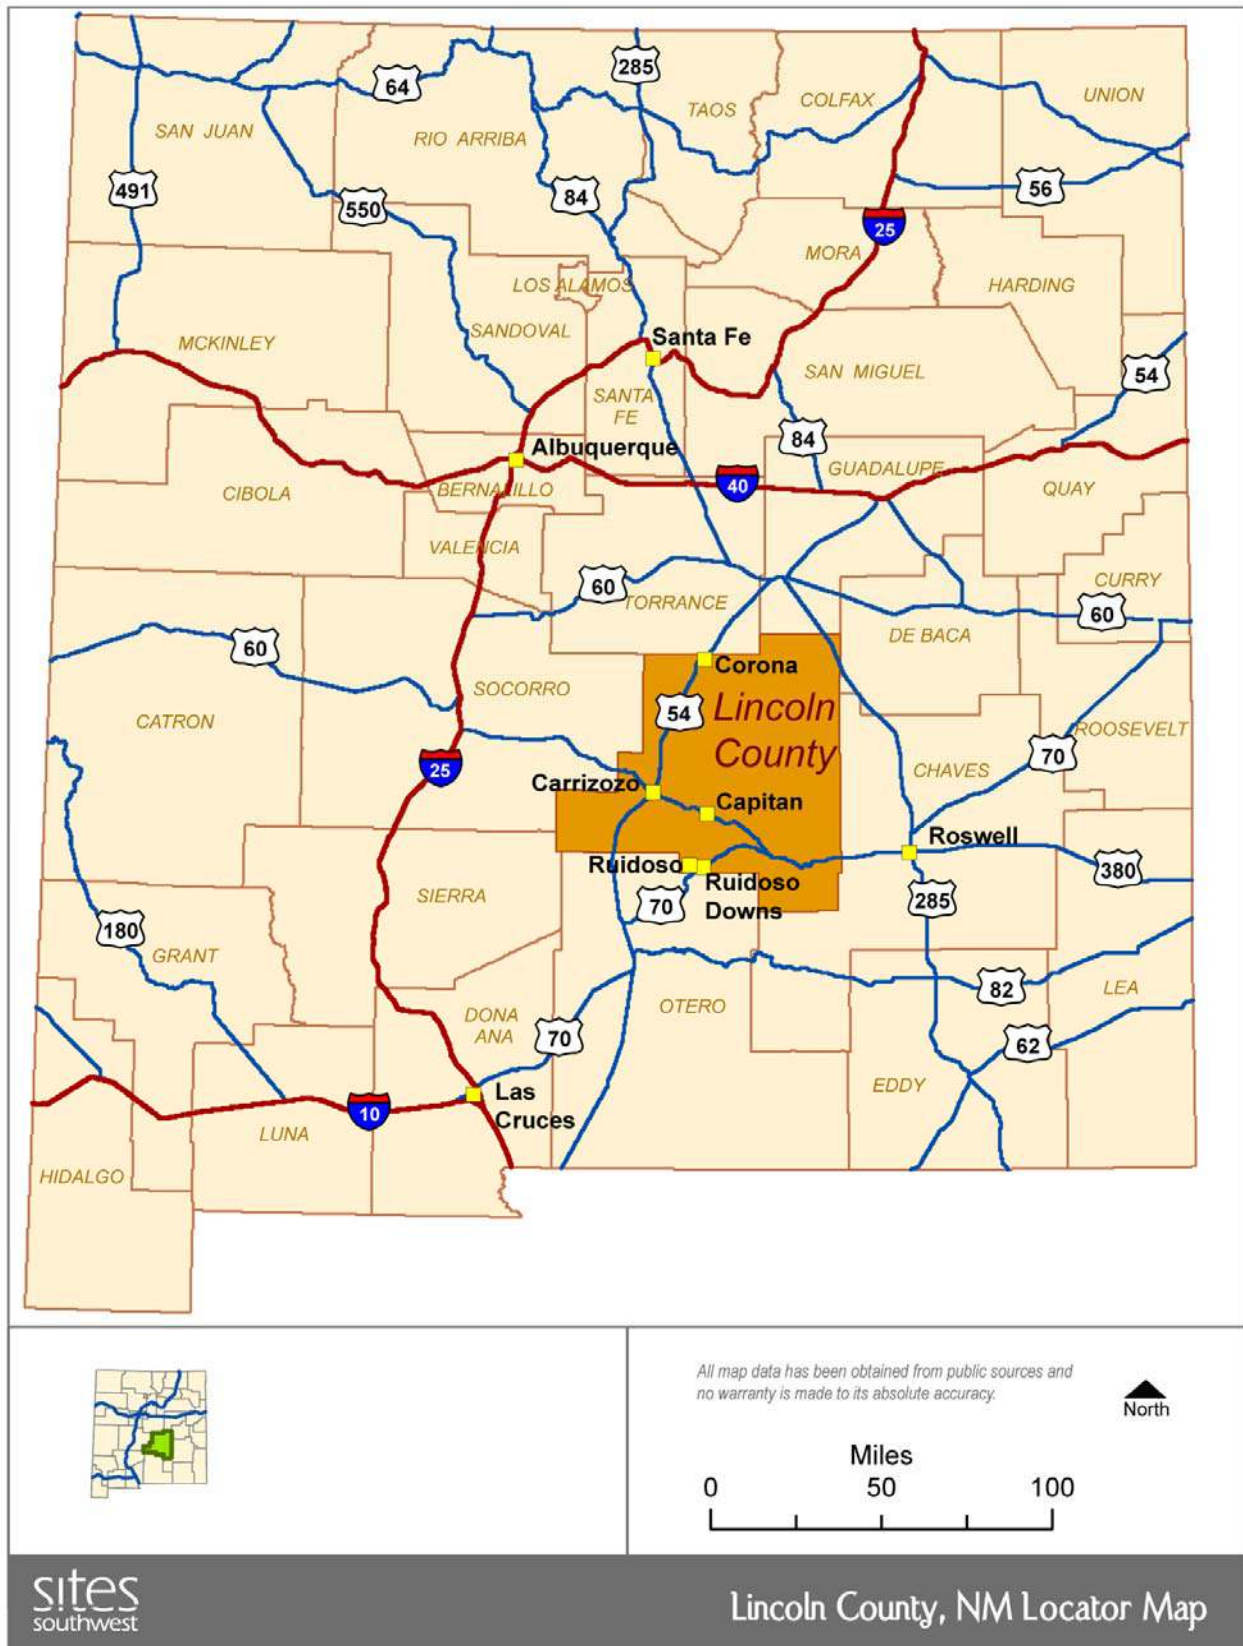 64
285
TAOS
COLFAX
UNION
SAN JUAN
RIO ARRIBA
491
550
84
56
25
MORA
LOS ALAMOS
HARDING
MCKINLEY
SANDOVAL
Santa Fe
SAN MIGUEL
54
SANTA
FE
84
Albuquerque
GUADALUPE
CIBOLA
BERNALILLO
40
QUAY
VALENCIA
60
TORRANCE
CURRY
60
60
DE BACA
Corona
SOCORRO
54
Lincoln
County
CATRON
ROOSEVELT
25
70
CHAVES
Carrizozo
Capitan
Roswell
Ruidoso
Ruidoso
Downs
380
SIERRA
70
285
180
GRANT
82
LEA
DONA
ANA
OTERO
70
62
EDDY
Las
Cruces
10
LUNA
HIDALGO
All map data has been obtained from public sources and
no warranty is made to its absolute accuracy.
North
Miles
0 50 100
sites
southwest
Lincoln County, NM Locator Map